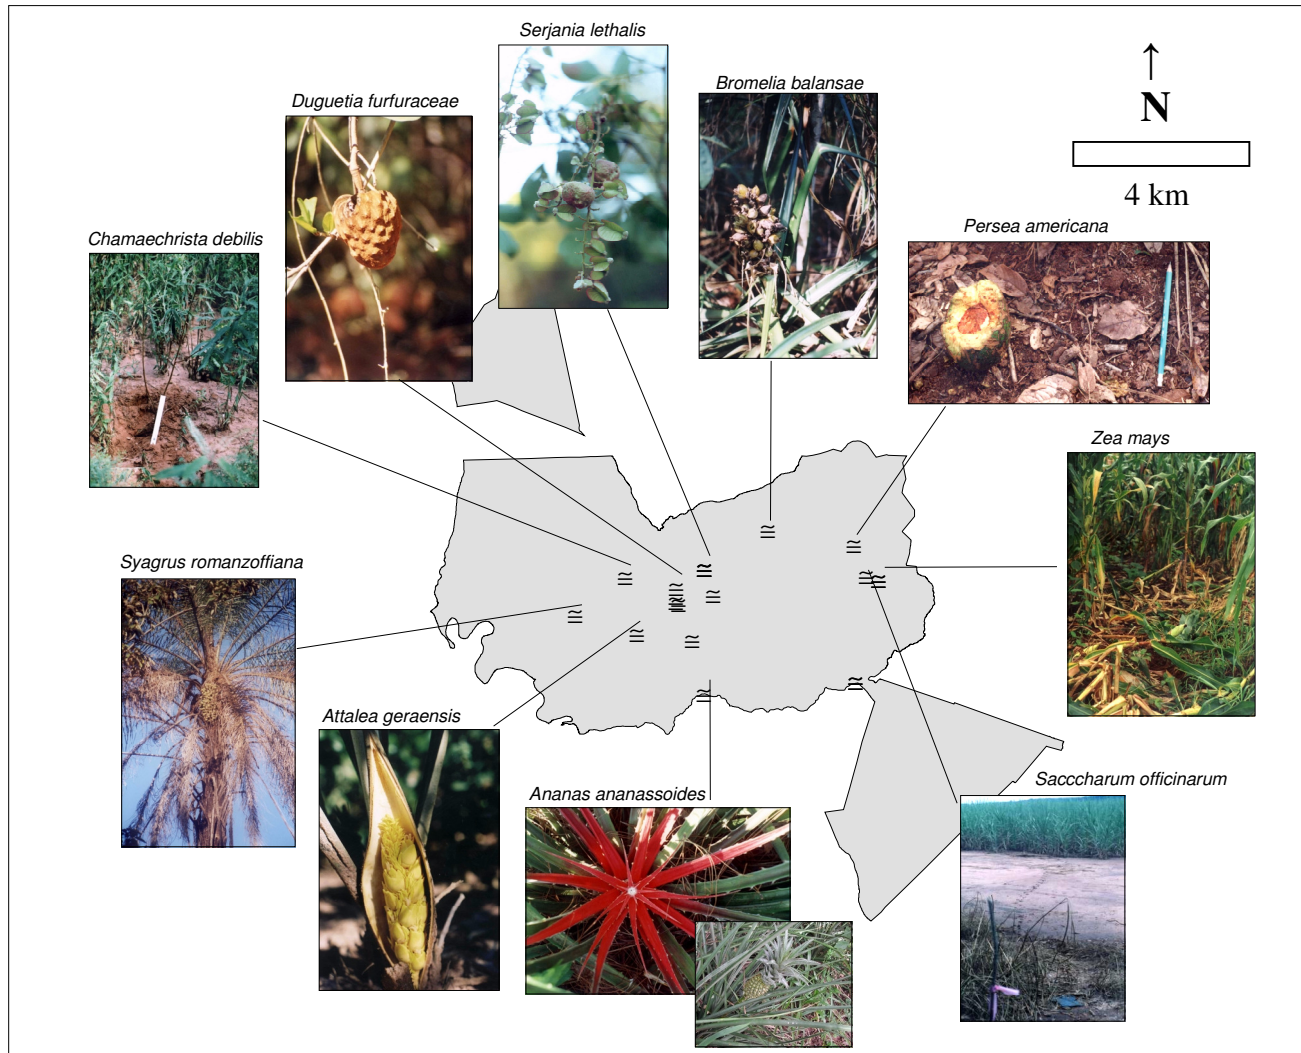 Serjania lethalis
Bromelia balansae
Duguetia furfuraceae
N
4 km
Chamaechrista debilis
Persea americana
Zea mays
Syagrus romanzoffiana
Attalea geraensis
Sacccharum officinarum
Ananas ananassoides